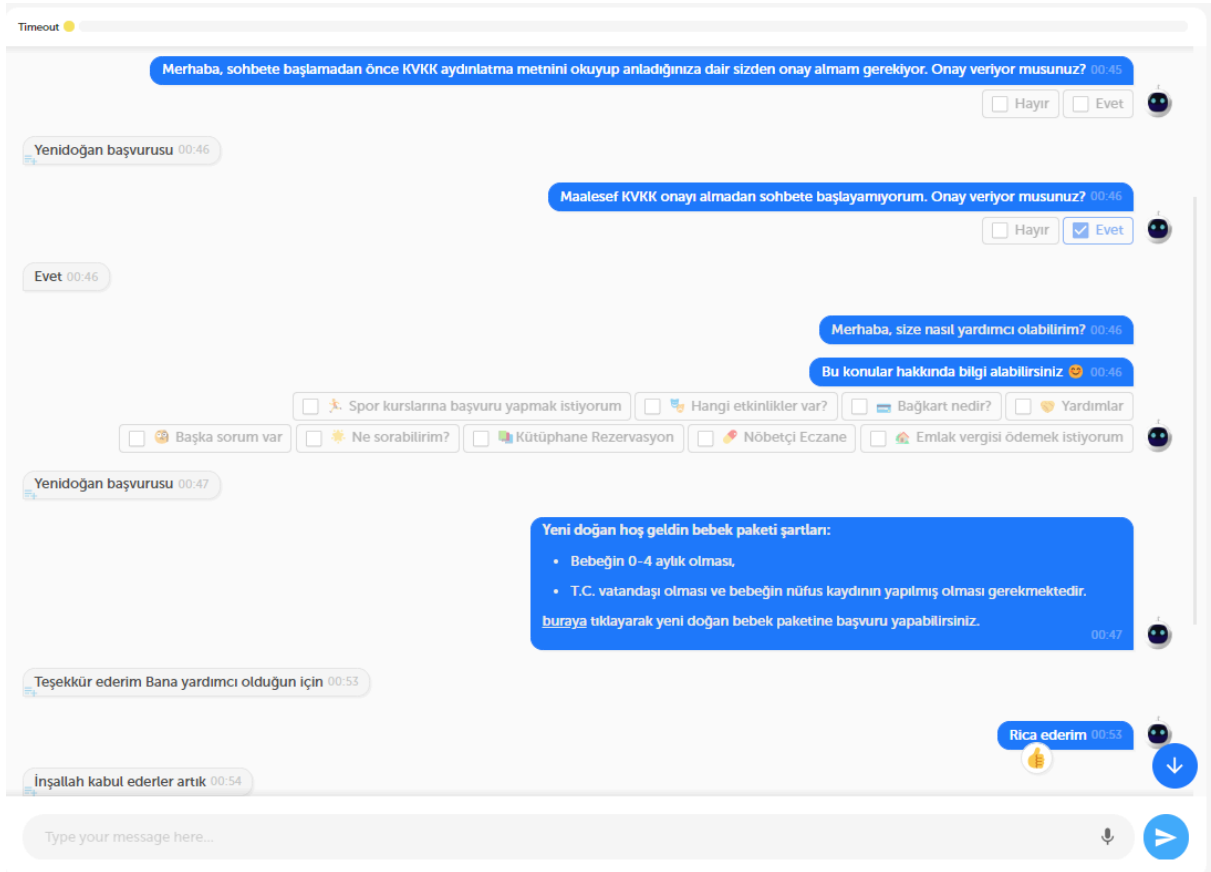 Timeout
Merhaba, sohbete başlamadan önce KVKK aydınlatma metnini okuyup anladığınıza dair sizden onay almam gerekiyor. Onay veriyor musunuz? 00:45
Hayır Evet
Yenidoğan başvurusu 00:46
Maalesef KVKK onayı almadan sohbete başlayamıyorum. Onay veriyor musunuz? 00:46
Hayır Evet
Evet 00:46
Merhaba, size nasıl yardımcı olabilirim? 00:46
Bu konular hakkında bilgi alabilirsiniz 😊 00:46
Spor kurslarına başvuru yapmak istiyorum Hangi etkinlikler var? Bağkart nedir? Yardımlar
Başka sorum var Ne sorabilirim? Kütüphane Rezervasyon Nöbetçi Eczane Emlak vergisi ödemek istiyorum
Yenidoğan başvurusu 00:47
Yeni doğan hoş geldin bebek paketi şartları:
• Bebeğin 0-4 aylık olması,
• T.C. vatandaşı olması ve bebeğin nüfus kaydının yapılmış olması gerekmektedir.
buraya tıklayarak yeni doğan bebek paketine başvuru yapabilirsiniz.
00:47
Teşekkür ederim Bana yardımcı olduğun için 00:53
Rica ederim 00:53
İnşallah kabul ederler artık 00:54
Type your message here...